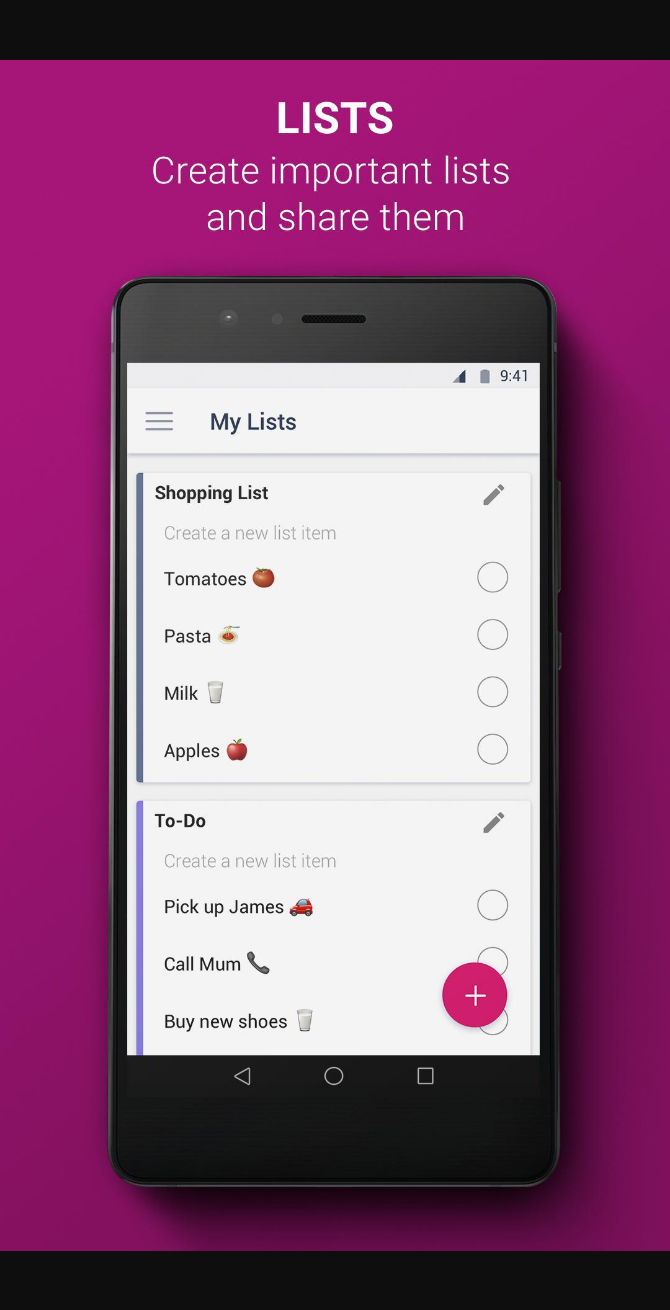 LISTS
Create important lists
and share them
9:41
My Lists
Shopping List
Create a new list item
Tomatoes 🍅
Pasta 🍝
Milk 🥛
Apples 🍎
To-Do
Create a new list item
Pick up James 🚗
Call Mum 📞
Buy new shoes 🥛